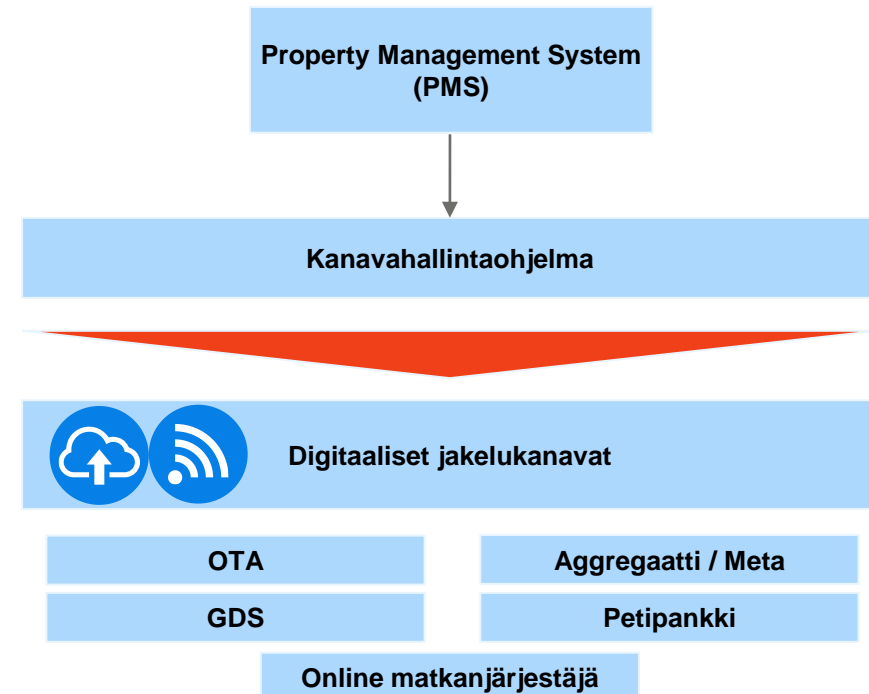 Property Management System
(PMS)
Kanavahallintaohjelma
Digitaaliset jakelukanavat
OTA
Aggregaatti / Meta
GDS
Petipankki
Online matkanjärjestäjä